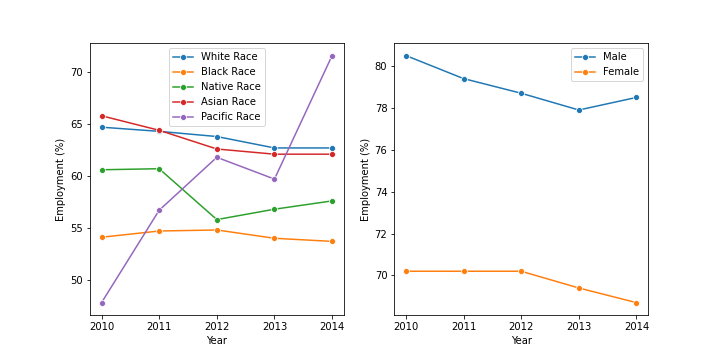 White Race
Black Race
Native Race
Asian Race
Pacific Race
70
65
60
55
50
Employment (%)
2010 2011 2012 2013 2014
Year
Male
Female
80
78
76
74
72
70
Employment (%)
2010 2011 2012 2013 2014
Year